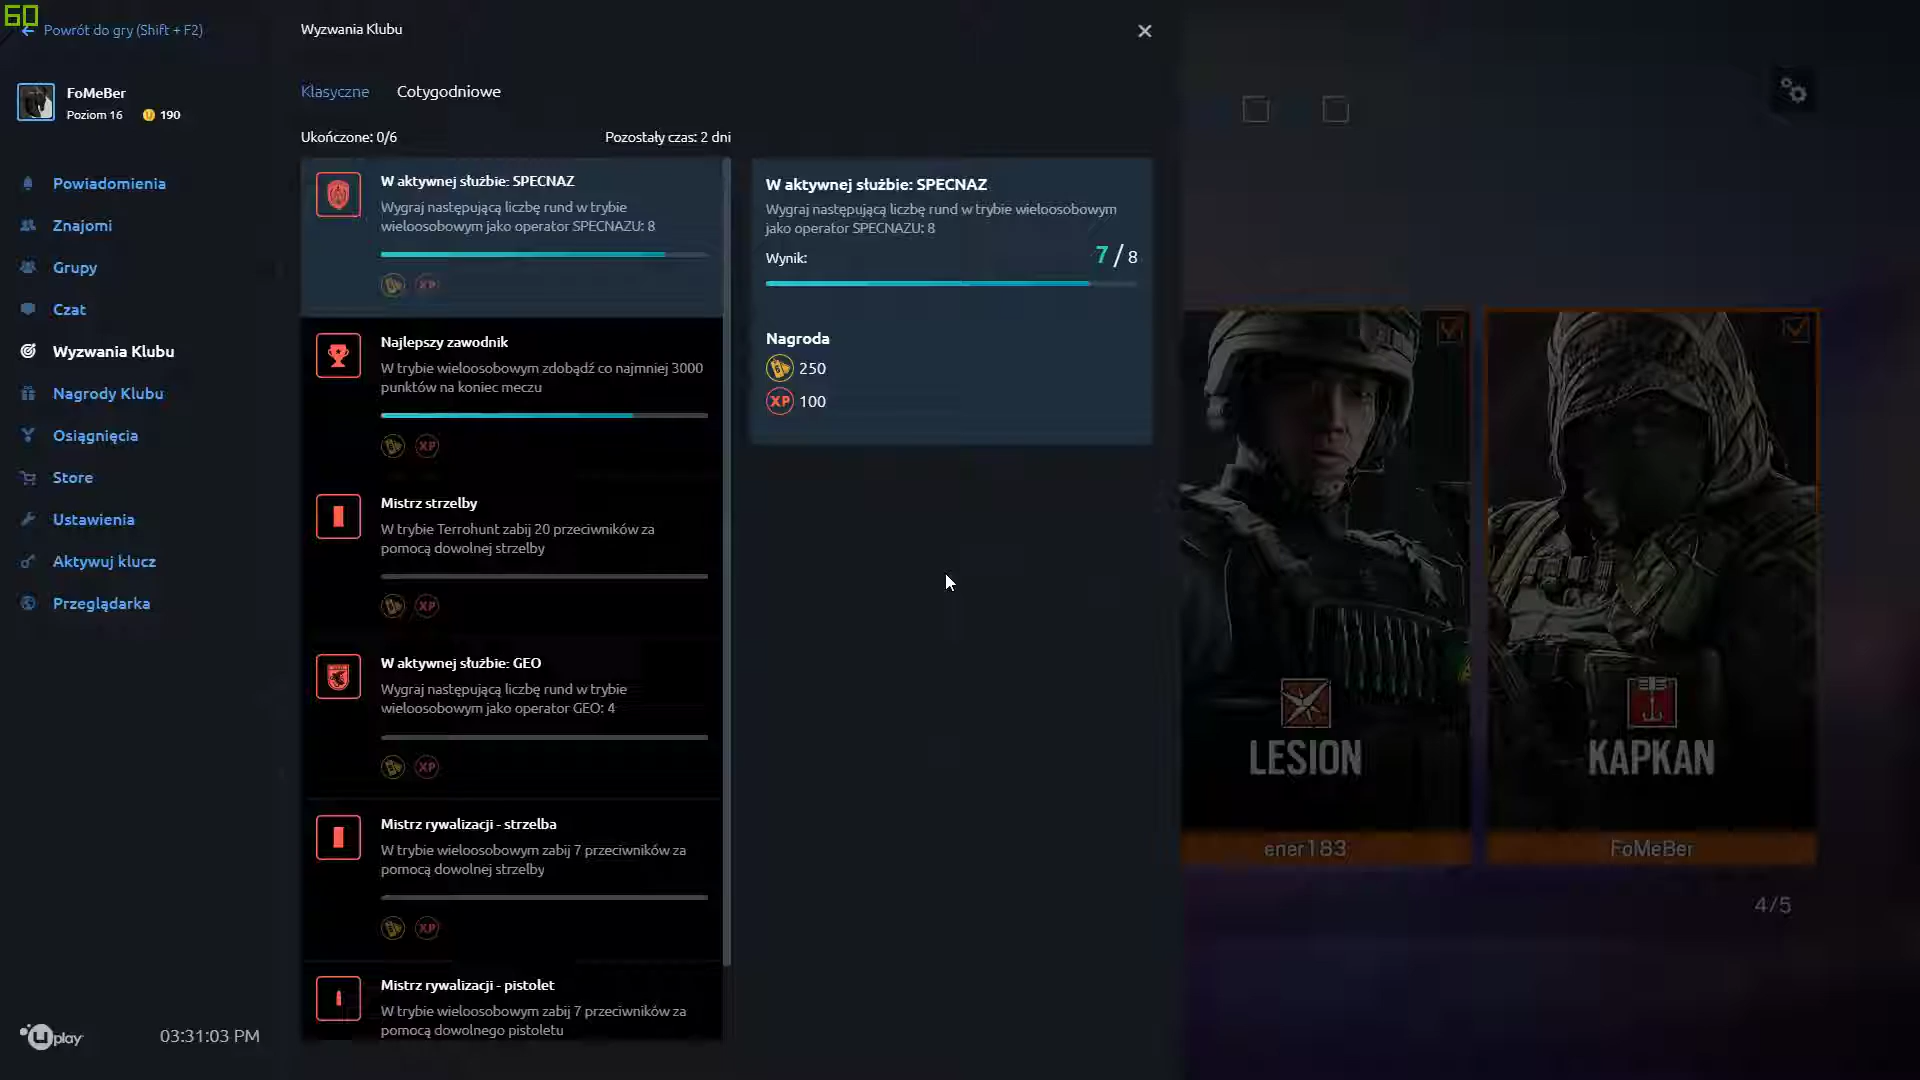 60
Powrót do gry (Shift + F2)
FoMeBer
Poziom 16
190
Powiadomienia
Znajomi
Grupy
Czat
Wyzwania Klubu
Nagrody Klubu
Osiągnięcia
Store
Ustawienia
Aktywuj klucz
Przeglądarka
uplay
03:31:03 PM
Wyzwania Klubu
Klasyczne
Cotygodniowe
Ukończone: 0/6
Pozostały czas: 2 dni
W aktywnej służbie: SPECNAZ
Wygraj następującą liczbę rund w trybie
wieloosobowym jako operator SPECNAZU: 8
XP
Najlepszy zawodnik
W trybie wieloosobowym zdobądź co najmniej 3000
punktów na koniec meczu
XP
Mistrz strzelby
W trybie Terrohunt zabij 20 przeciwników za
pomocą dowolnej strzelby
XP
W aktywnej służbie: GEO
Wygraj następującą liczbę rund w trybie
wieloosobowym jako operator GEO: 4
XP
Mistrz rywalizacji - strzelba
W trybie wieloosobowym zabij 7 przeciwników za
pomocą dowolnej strzelby
XP
Mistrz rywalizacji - pistolet
W trybie wieloosobowym zabij 7 przeciwników za
pomocą dowolnego pistoletu
W aktywnej służbie: SPECNAZ
Wygraj następującą liczbę rund w trybie wieloosobowym
jako operator SPECNAZU: 8
Wynik:
7 / 8
Nagroda
250
XP 100
LESION
ener183
KAPKAN
FoMeBer
4/5